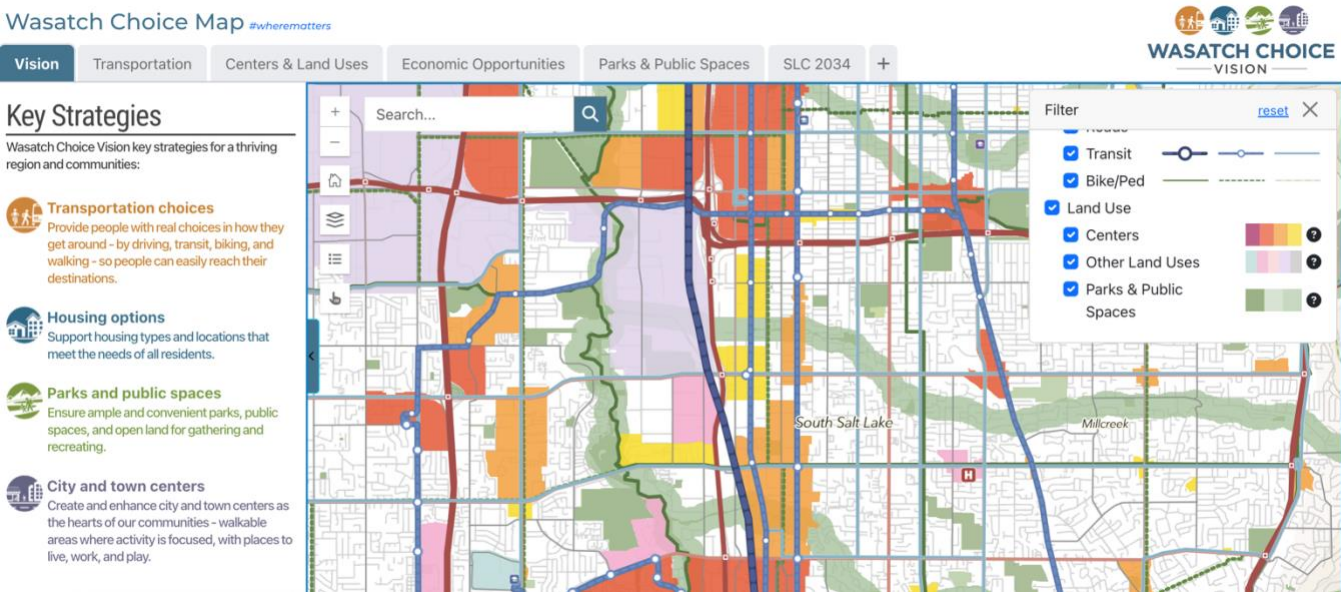 Wasatch Choice Map #wherematters
WASATCH CHOICE
VISION
Vision
Transportation
Centers & Land Uses
Economic Opportunities
Parks & Public Spaces
SLC 2034
+
Key Strategies
Wasatch Choice Vision key strategies for a thriving
region and communities:
Transportation choices
Provide people with real choices in how they
get around - by driving, transit, biking, and
walking - so people can easily reach their
destinations.
Housing options
Support housing types and locations that
meet the needs of all residents.
Parks and public spaces
Ensure ample and convenient parks, public
spaces, and open land for gathering and
recreating.
City and town centers
Create and enhance city and town centers as
the hearts of our communities - walkable
areas where activity is focused, with places to
live, work, and play.
+
−
Search...
Filter
reset
Transit
Bike/Ped
Land Use
Centers
?
Other Land Uses
?
Parks & Public
Spaces
?
South Salt Lake
Millcreek
H